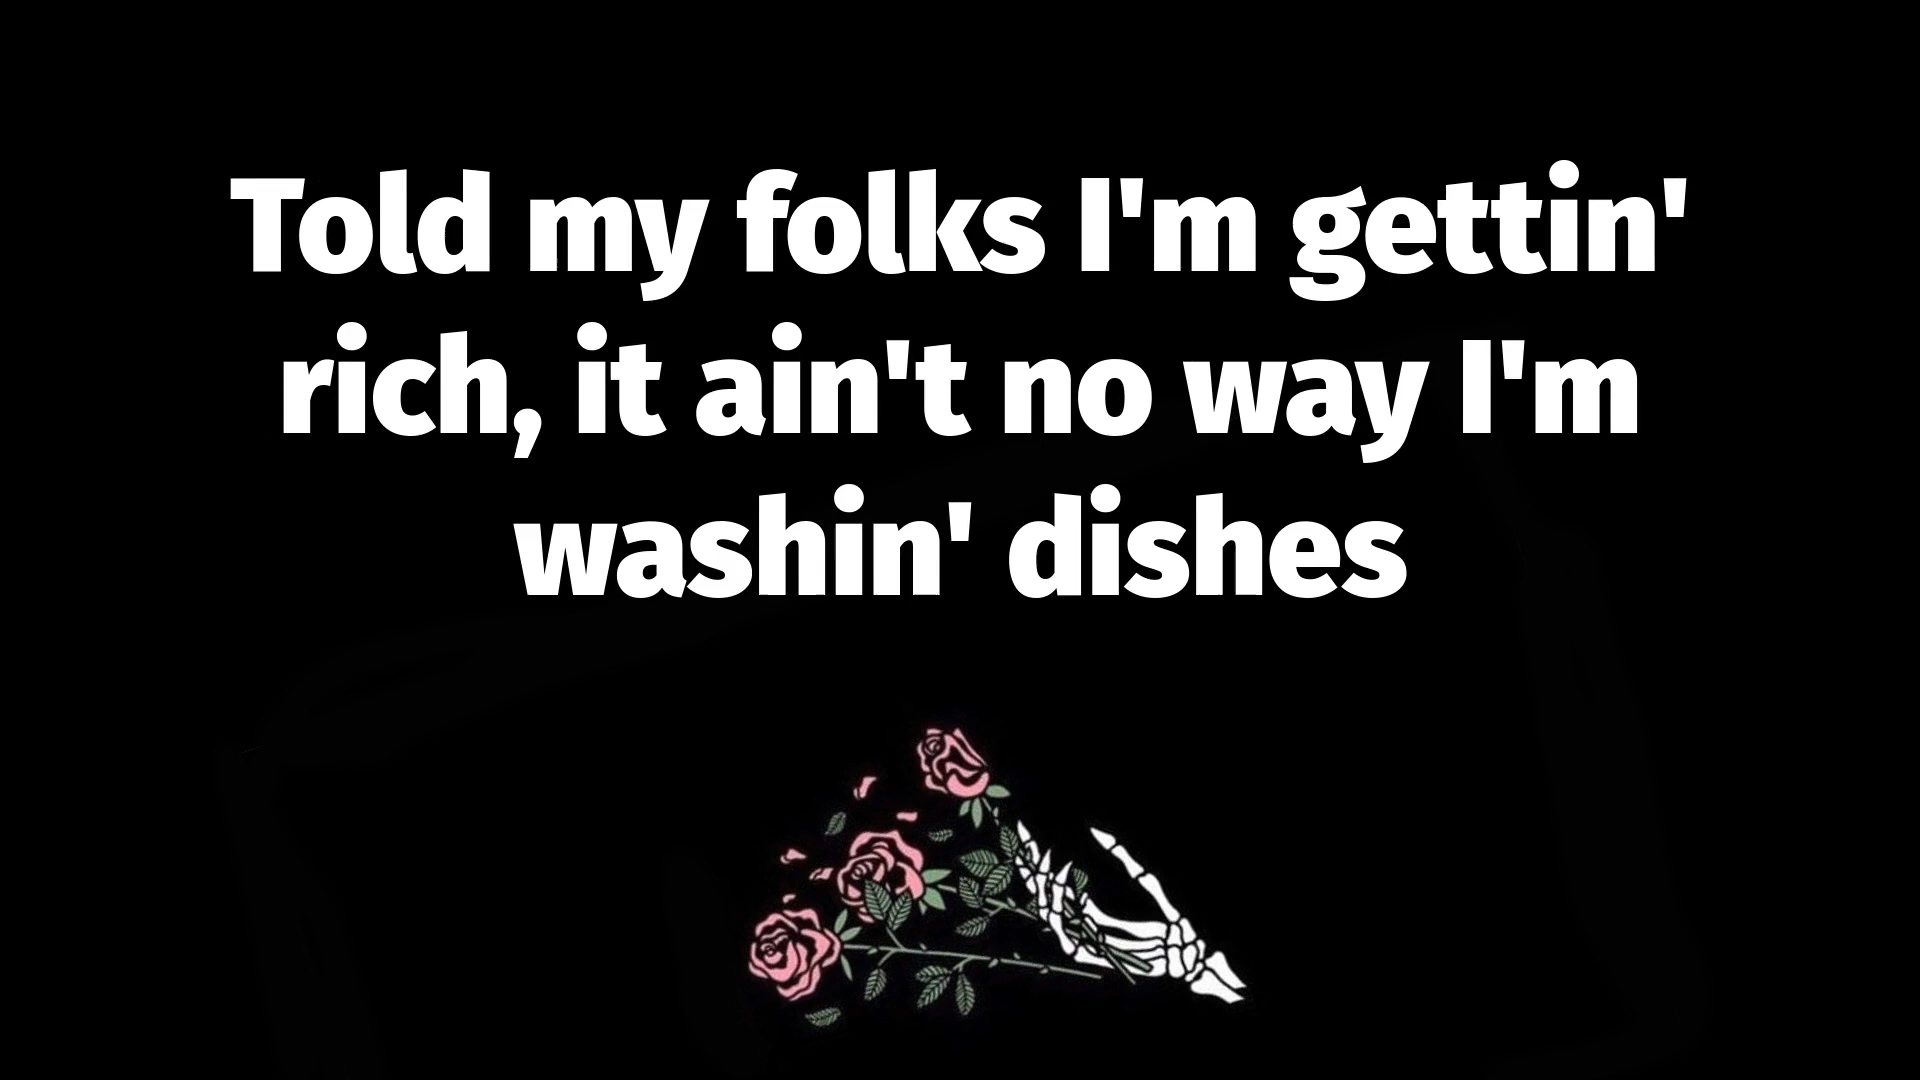 Told my folks I'm gettin'
rich, it ain't no way I'm
washin' dishes